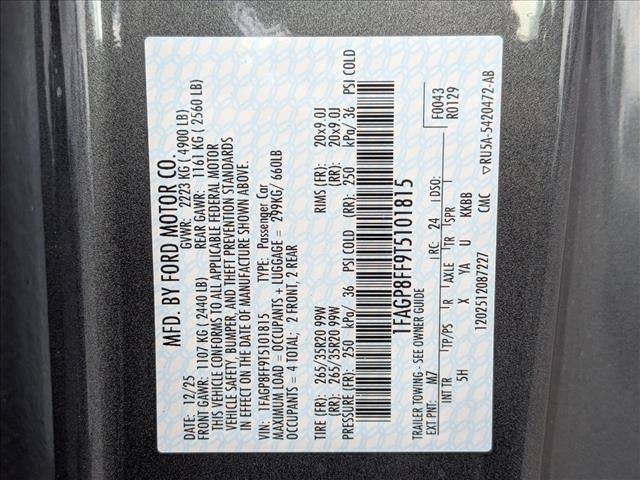 MFD. BY FORD MOTOR CO.
DATE: 12/25 GVWR: 2223 KG ( 4900 LB)
FRONT GAWR: 1107 KG ( 2440 LB) REAR GAWR: 1161 KG ( 2560 LB)
THIS VEHICLE CONFORMS TO ALL APPLICABLE FEDERAL MOTOR
VEHICLE SAFETY, BUMPER, AND THEFT PREVENTION STANDARDS
IN EFFECT ON THE DATE OF MANUFACTURE SHOWN ABOVE.
VIN: 1FAGP8FF9T5101815 TYPE: Passenger Car
MAXIMUM LOAD = OCCUPANTS + LUGGAGE = 299KG/ 660LB
OCCUPANTS = 4 TOTAL; 2 FRONT, 2 REAR
TIRE (FR): 265/35R20 99W RIMS (FR): 20x9.0J
(RR): 265/35R20 99W (RR): 20x9.0J
PRESSURE (FR): 250 kPa/ 36 PSI COLD (RR): 250 kPa/ 36 PSI COLD
1FAGP8FF9T5101815
TRAILER TOWING - SEE OWNER GUIDE F0043
EXT PNT: M7 RC: 24 DSO: R0129
INT TR TP/PS R AXLE TR SPR
5H X YA U KKBB
1202512087227 CMC ▽RU5A-5420472-AB